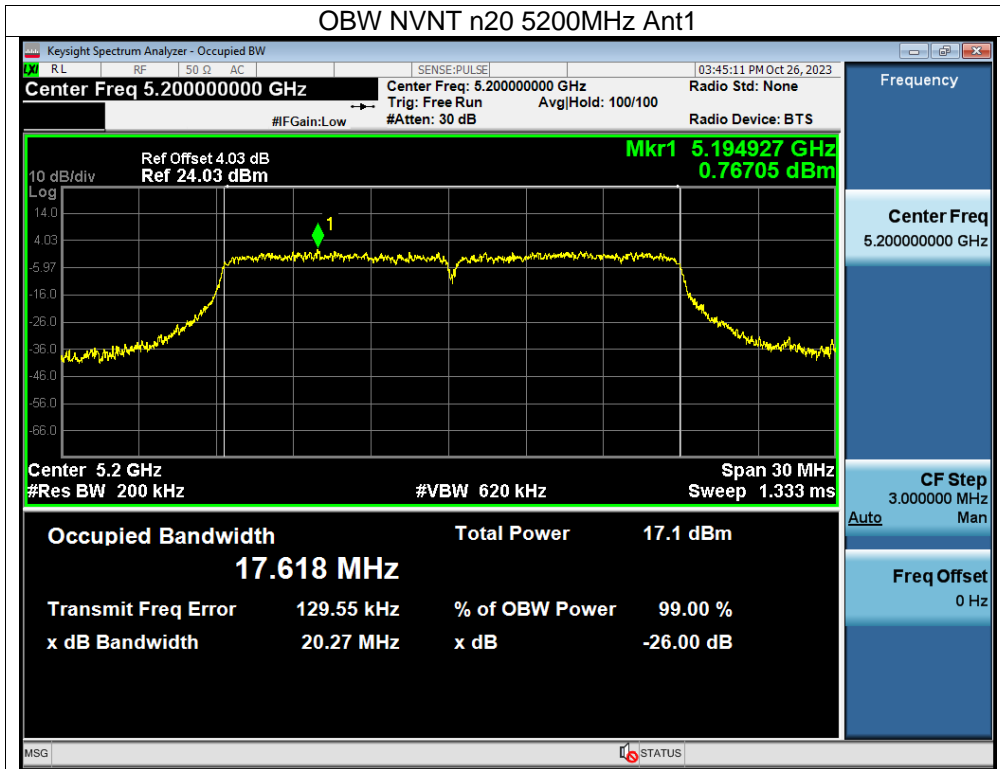 OBW NVNT n20 5200MHz Ant1
Keysight Spectrum Analyzer - Occupied BW
LXI RL RF 50 Ω AC SENSE:PULSE 03:45:11 PM Oct 26, 2023
Center Freq 5.200000000 GHz
Center Freq: 5.200000000 GHz Radio Std: None
Trig: Free Run Avg|Hold: 100/100
#IFGain:Low #Atten: 30 dB Radio Device: BTS
Frequency
Mkr1 5.194927 GHz
0.76705 dBm
Ref Offset 4.03 dB
10 dB/div Ref 24.03 dBm
Log
14.0
4.03
-5.97
-16.0
-26.0
-36.0
-46.0
-56.0
-66.0
1
Center 5.2 GHz Span 30 MHz
#Res BW 200 kHz #VBW 620 kHz Sweep 1.333 ms
Occupied Bandwidth Total Power 17.1 dBm
17.618 MHz
Transmit Freq Error 129.55 kHz % of OBW Power 99.00 %
x dB Bandwidth 20.27 MHz x dB -26.00 dB
Center Freq
5.200000000 GHz
CF Step
3.000000 MHz
Auto Man
Freq Offset
0 Hz
MSG STATUS